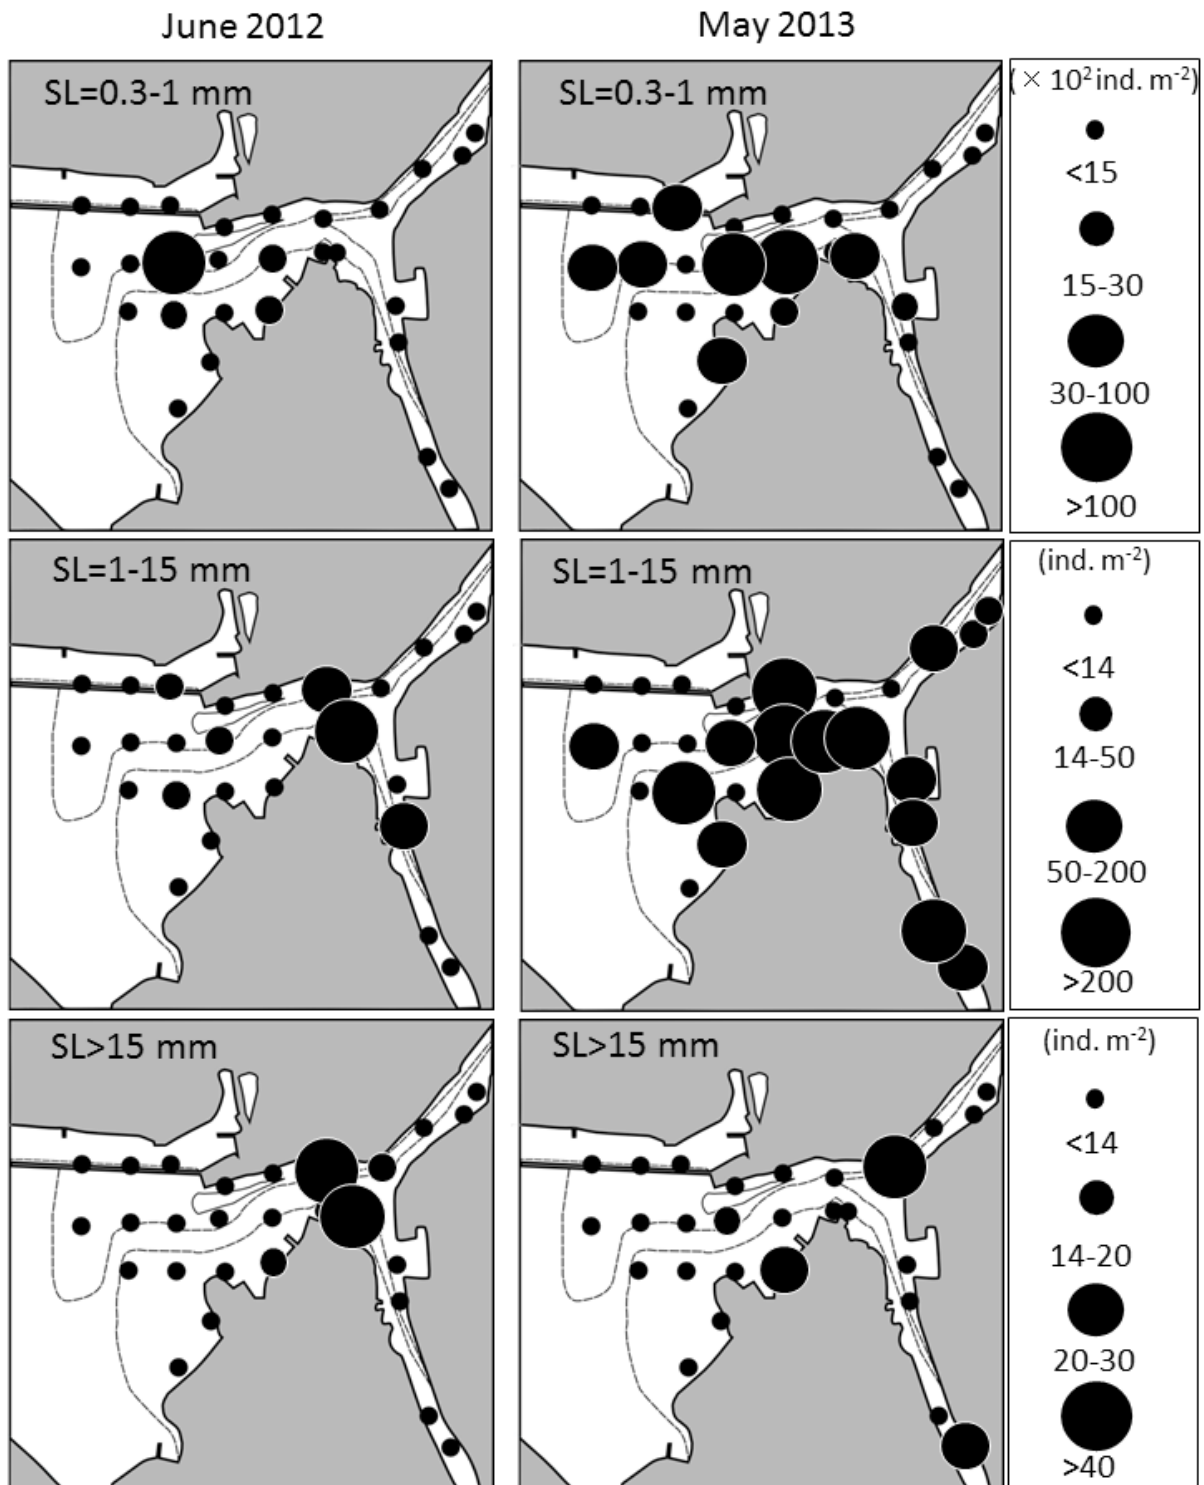 June 2012
May 2013
SL=0.3-1 mm
SL=0.3-1 mm
(× 10² ind. m⁻²)
<15
15-30
30-100
>100
SL=1-15 mm
SL=1-15 mm
(ind. m⁻²)
<14
14-50
50-200
>200
SL>15 mm
SL>15 mm
(ind. m⁻²)
<14
14-20
20-30
>40